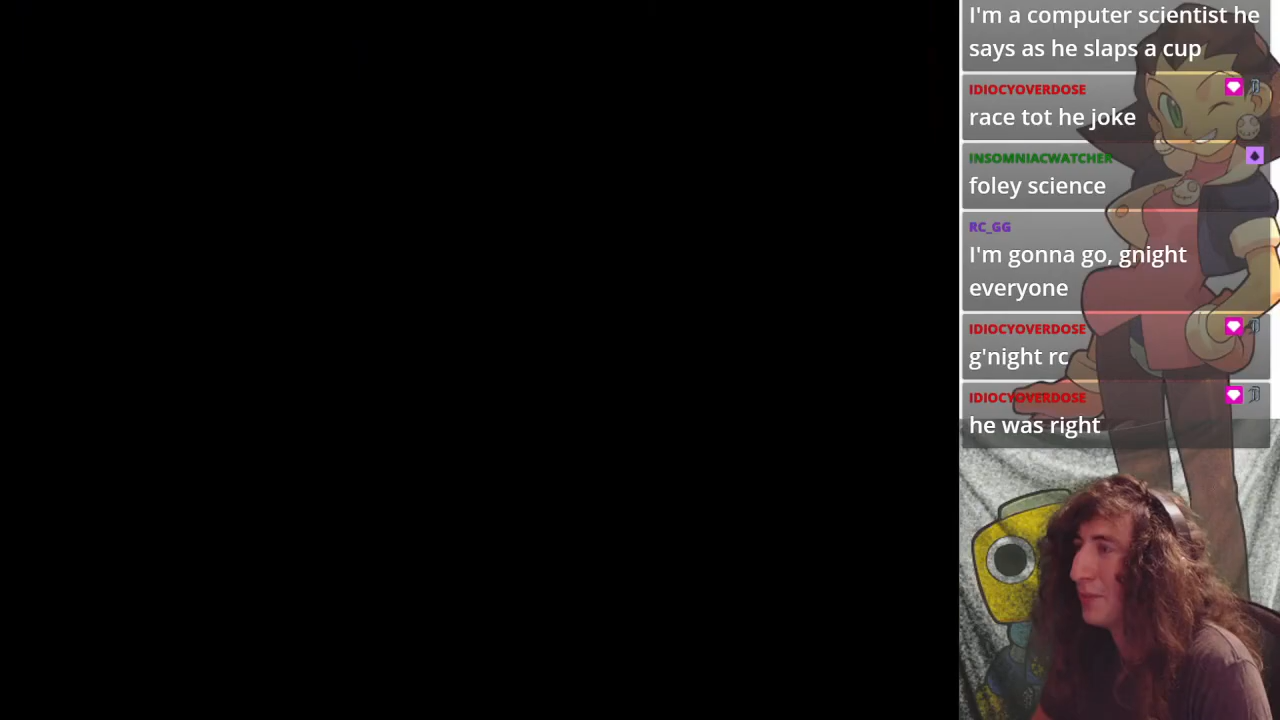 I'm a computer scientist he
says as he slaps a cup
IDIOCYOVERDOSE
race tot he joke
INSOMNIACWATCHER
foley science
RC_GG
I'm gonna go, gnight
everyone
IDIOCYOVERDOSE
g'night rc
IDIOCYOVERDOSE
he was right